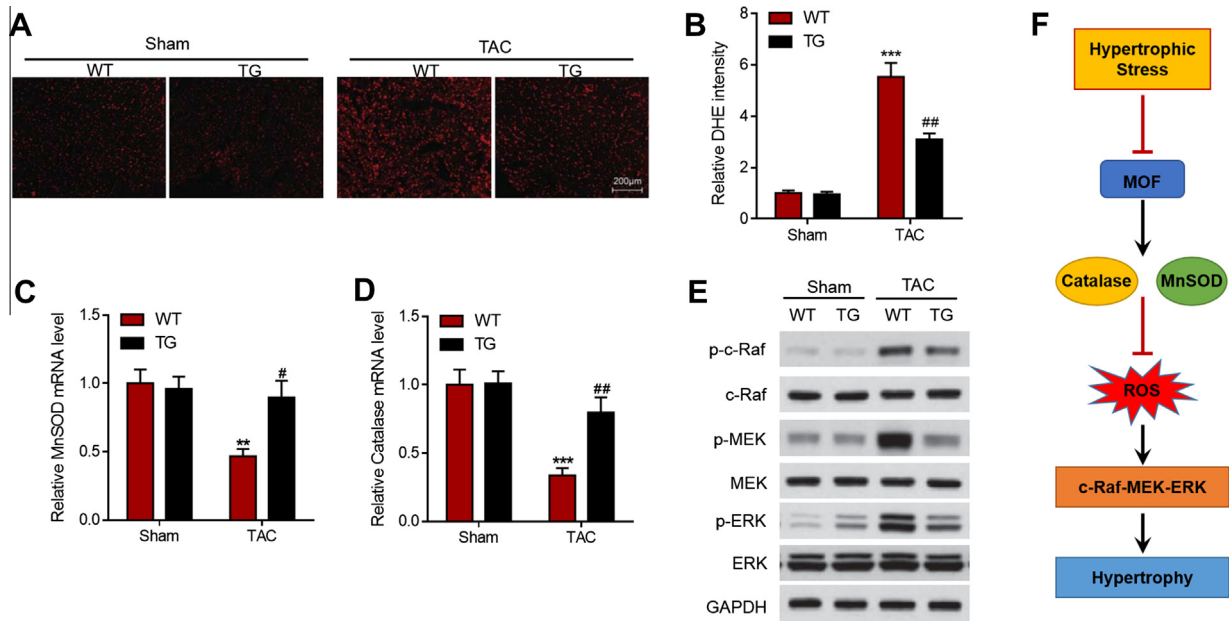 A
Sham
TAC
WT
TG
WT
TG
200μm
B
Relative DHE intensity
8
6
4
2
0
WT
TG
***
##
Sham
TAC
C
Relative MnSOD mRNA level
1.5
1.0
0.5
0.0
WT
TG
**
#
Sham
TAC
D
Relative Catalase mRNA level
1.5
1.0
0.5
0.0
WT
TG
***
##
Sham
TAC
E
Sham
TAC
WT
TG
WT
TG
p-c-Raf
c-Raf
p-MEK
MEK
p-ERK
ERK
GAPDH
F
Hypertrophic
Stress
MOF
Catalase
MnSOD
ROS
c-Raf-MEK-ERK
Hypertrophy